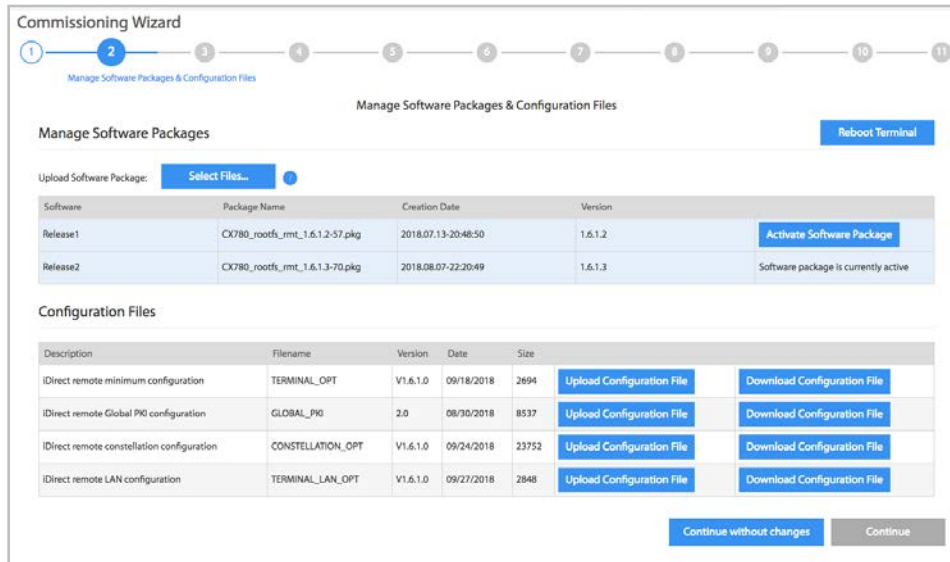 Commissioning Wizard
1 2 3 4 5 6 7 8 9 10 11
Manage Software Packages & Configuration Files
Manage Software Packages & Configuration Files
Manage Software Packages Reboot Terminal
Upload Software Package: Select Files... ?
Software Package Name Creation Date Version
Release1 CX780_rootfs_rmt_1.6.1.2-57.pkg 2018.07.13-20:48:50 1.6.1.2 Activate Software Package
Release2 CX780_rootfs_rmt_1.6.1.3-70.pkg 2018.08.07-22:20:49 1.6.1.3 Software package is currently active
Configuration Files
Description Filename Version Date Size
iDirect remote minimum configuration TERMINAL_OPT V1.6.1.0 09/18/2018 2694 Upload Configuration File Download Configuration File
iDirect remote Global PKI configuration GLOBAL_PKI 2.0 08/30/2018 8537 Upload Configuration File Download Configuration File
iDirect remote constellation configuration CONSTELLATION_OPT V1.6.1.0 09/24/2018 23752 Upload Configuration File Download Configuration File
iDirect remote LAN configuration TERMINAL_LAN_OPT V1.6.1.0 09/27/2018 2848 Upload Configuration File Download Configuration File
Continue without changes Continue